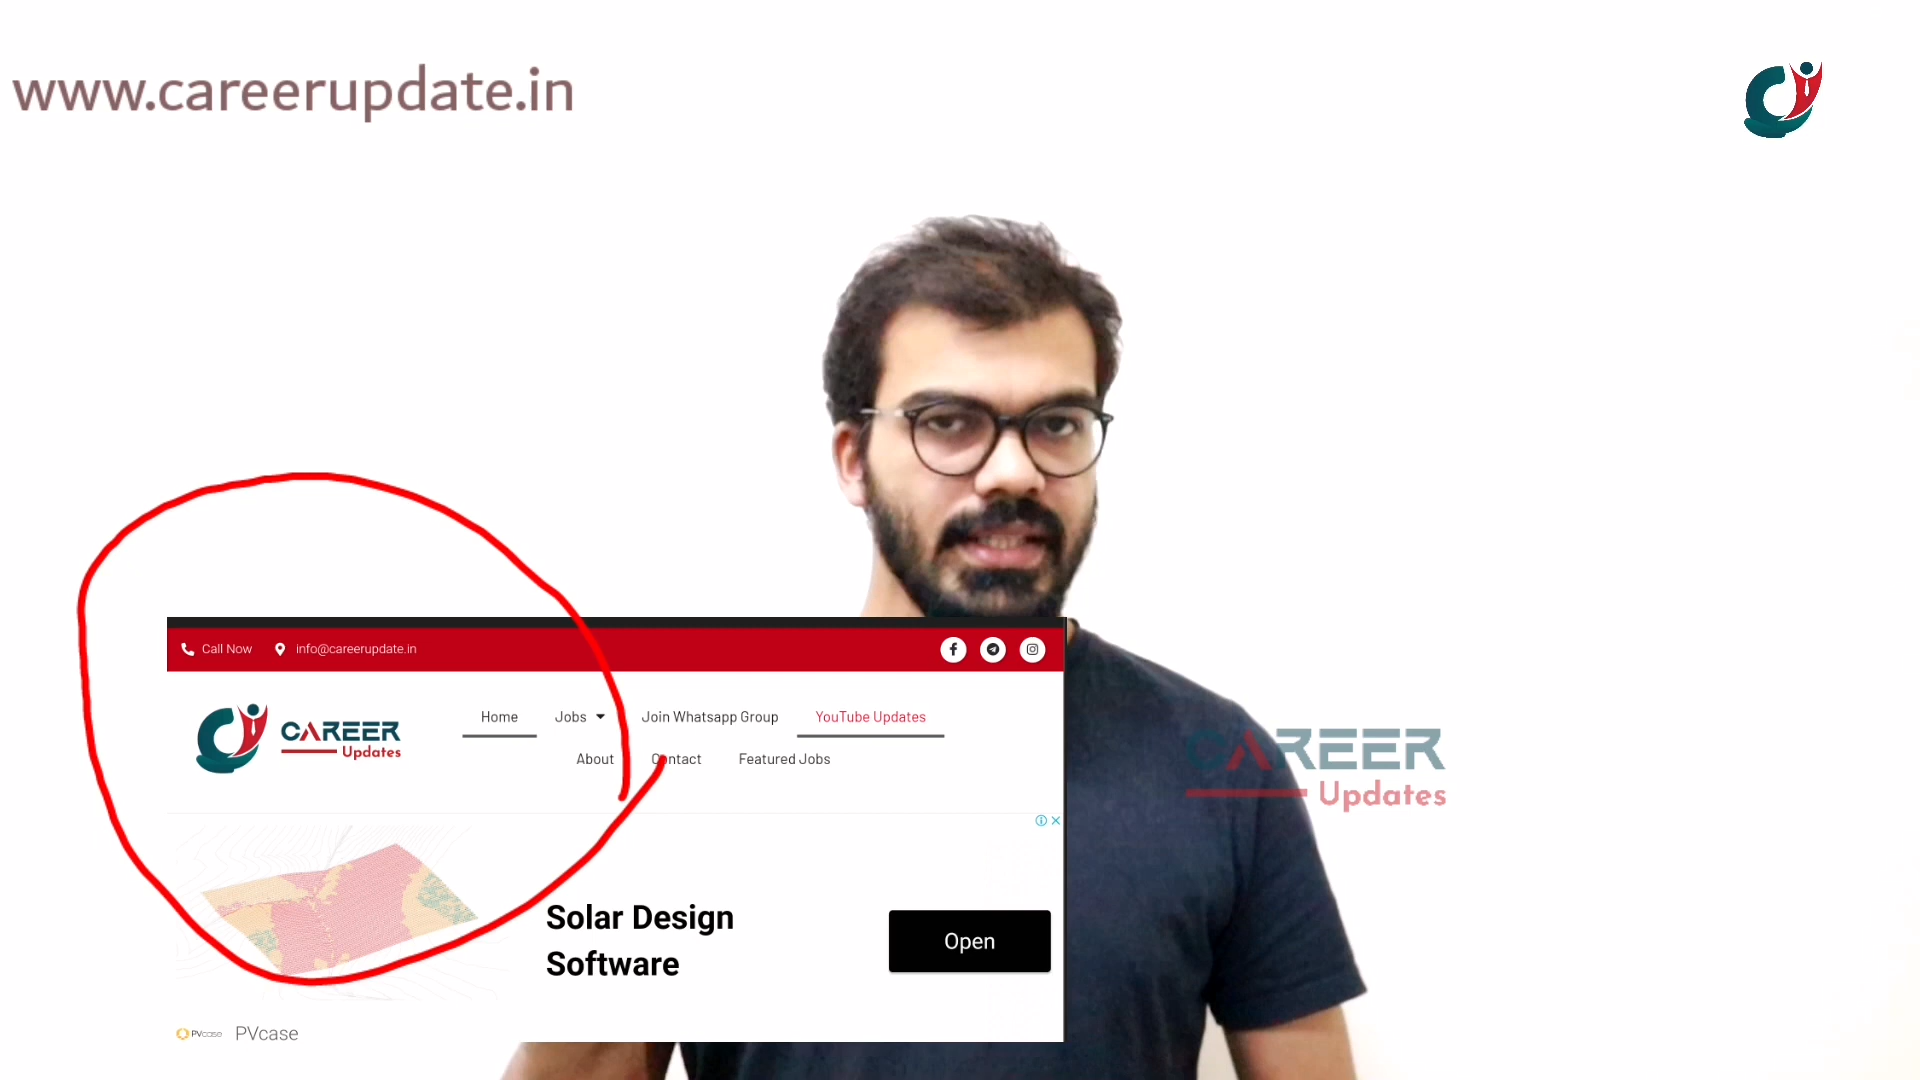 www.careerupdate.in
Call Now info@careerupdate.in
CAREER
Updates
Home Jobs Join Whatsapp Group YouTube Updates
About Contact Featured Jobs
CAREER
Updates
Solar Design
Software
Open
PVcase PVcase